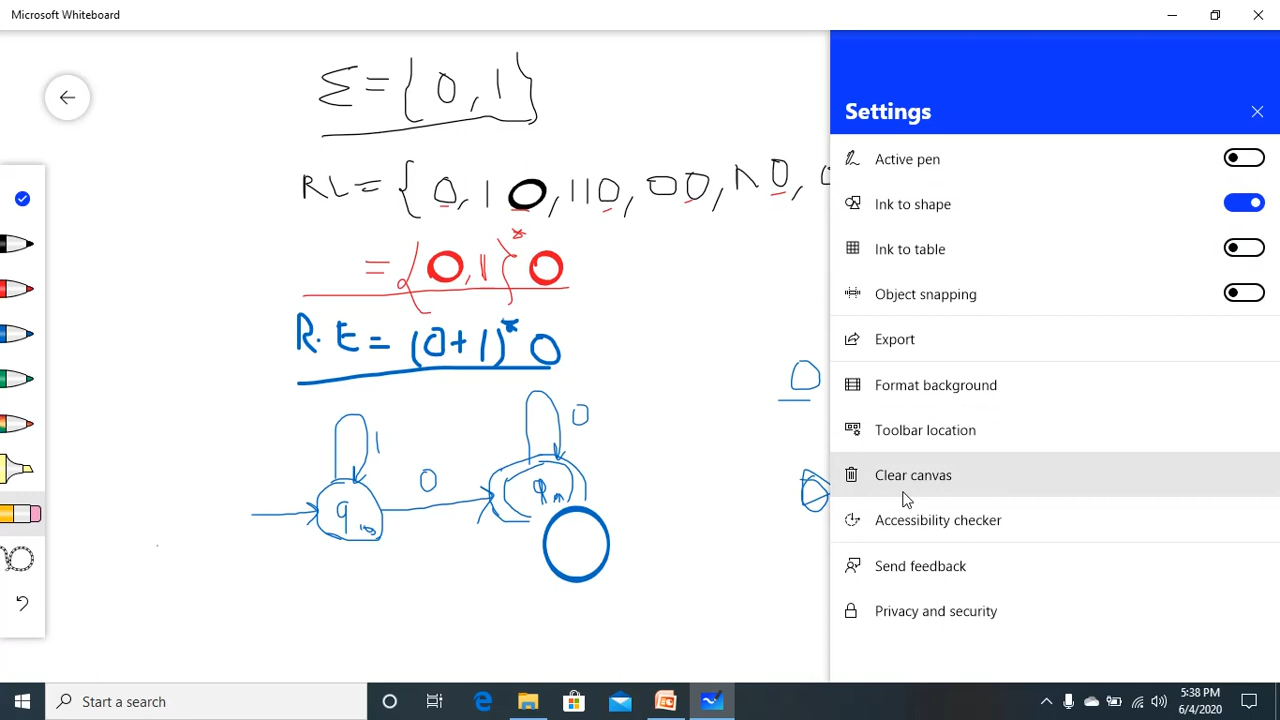 Microsoft Whiteboard
Σ = {0, 1}
RL = { 0, 10, 110, 00, 100, 0
= {0, 1}* 0
R.E = (0 + 1)* 0
1
0
0
q
q
0
Settings
Active pen
Ink to shape
Ink to table
Object snapping
Export
Format background
Toolbar location
Clear canvas
Accessibility checker
Send feedback
Privacy and security
Start a search
5:38 PM
6/4/2020